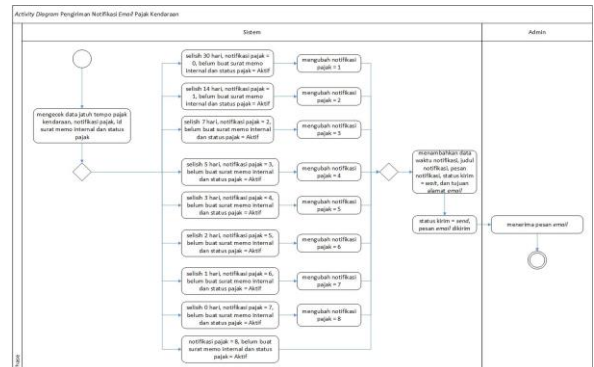 Activity Diagram Pengiriman Notifikasi Email Pajak Kendaraan
Sistem
Admin
mengecek data jatuh tempo pajak
kendaraan, notifikasi pajak, id
surat memo internal dan status
pajak
selisih 30 hari, notifikasi pajak =
0, belum buat surat memo
internal dan status pajak = Aktif
mengubah notifikasi
pajak = 1
selisih 14 hari, notifikasi pajak =
1, belum buat surat memo
internal dan status pajak = Aktif
mengubah notifikasi
pajak = 2
selisih 7 hari, notifikasi pajak = 2,
belum buat surat memo internal
dan status pajak = Aktif
mengubah notifikasi
pajak = 3
selisih 5 hari, notifikasi pajak = 3,
belum buat surat memo internal
dan status pajak = Aktif
mengubah notifikasi
pajak = 4
selisih 3 hari, notifikasi pajak = 4,
belum buat surat memo internal
dan status pajak = Aktif
mengubah notifikasi
pajak = 5
selisih 2 hari, notifikasi pajak = 5,
belum buat surat memo internal
dan status pajak = Aktif
mengubah notifikasi
pajak = 6
selisih 1 hari, notifikasi pajak = 6,
belum buat surat memo internal
dan status pajak = Aktif
mengubah notifikasi
pajak = 7
selisih 0 hari, notifikasi pajak = 7,
belum buat surat memo internal
dan status pajak = Aktif
mengubah notifikasi
pajak = 8
notifikasi pajak = 8, belum buat
surat memo internal dan status
pajak = Aktif
menambahkan data
waktu notifikasi, judul
notifikasi, pesan
notifikasi, status kirim
= wait, dan tujuan
alamat email
status kirim = send,
pesan email dikirim
menerima pesan email
Phase